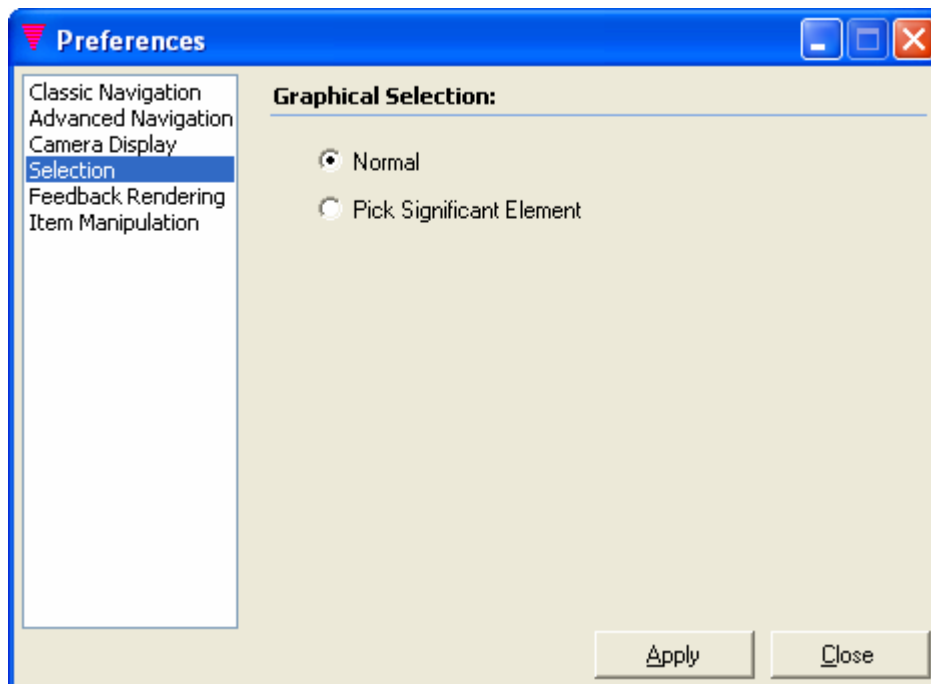 Preferences
Classic Navigation
Advanced Navigation
Camera Display
Selection
Feedback Rendering
Item Manipulation
Graphical Selection:
Normal
Pick Significant Element
Apply
Close